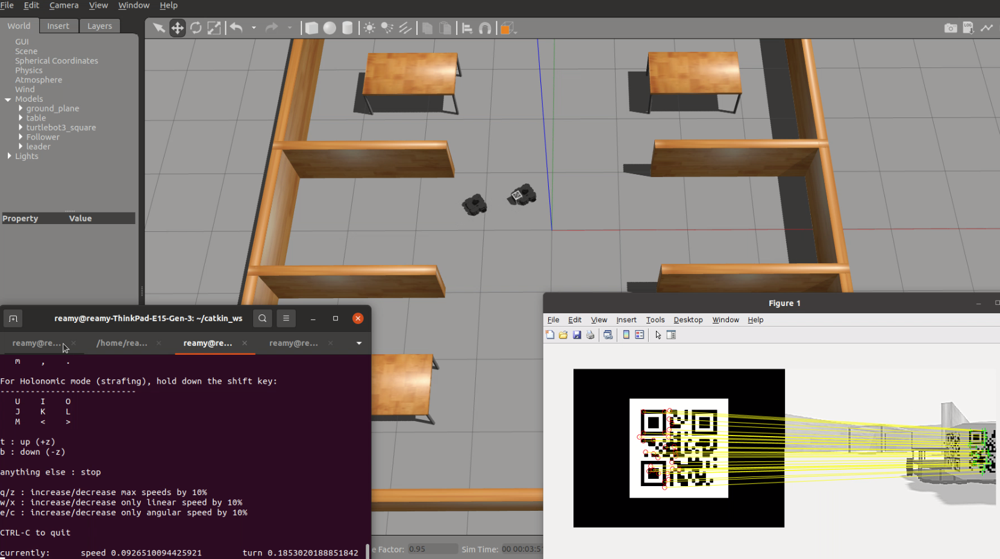 File Edit Camera View Window Help
World Insert Layers
GUI
Scene
Spherical Coordinates
Physics
Atmosphere
Wind
Models
ground_plane
table
turtlebot3_square
Follower
leader
Lights
Property Value
reamy@reamy-ThinkPad-E15-Gen-3: ~/catkin_ws
reamy@re... /home/rea... reamy@re... reamy@re...
m , .
For Holonomic mode (strafing), hold down the shift key:
---------------------------
U I O
J K L
M < >
t : up (+z)
b : down (-z)
anything else : stop
q/z : increase/decrease max speeds by 10%
w/x : increase/decrease only linear speed by 10%
e/c : increase/decrease only angular speed by 10%
CTRL-C to quit
currently: speed 0.0926510094425921 turn 0.1853020188851842
e Factor: 0.95 Sim Time: 00 00:03:5
Figure 1
File Edit View Insert Tools Desktop Window Help
LOG